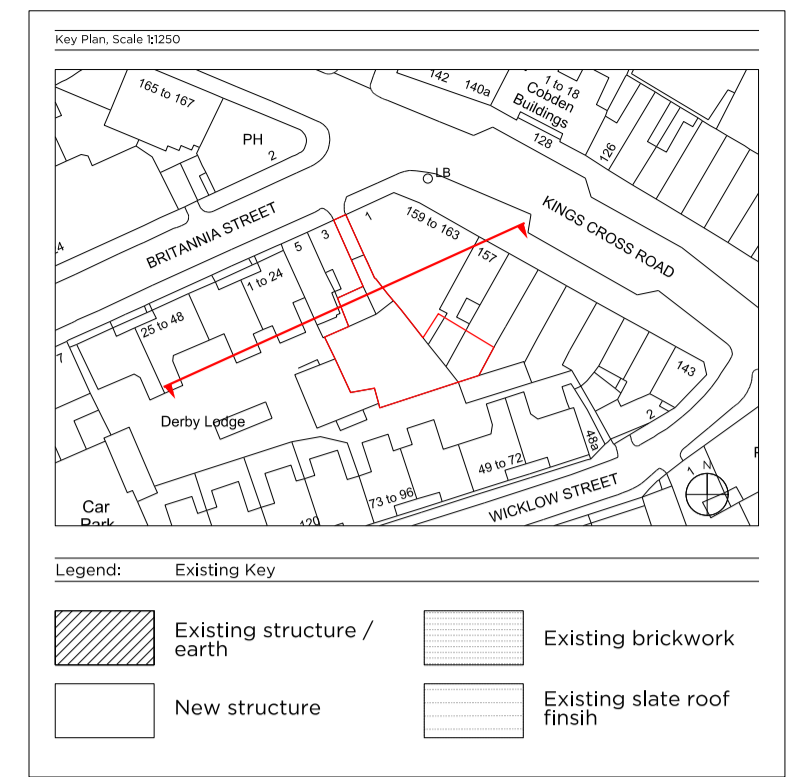 Key Plan, Scale 1:1250
165 to 167
PH
2
142
140a
1 to 18
Cobden
Buildings
128
126
LB
KINGS CROSS ROAD
BRITANNIA STREET
1
3
5
159 to 163
157
1 to 24
25 to 48
7
Derby Lodge
143
2
48a
49 to 72
73 to 96
120
WICKLOW STREET
Car
Park
N
Legend: Existing Key
Existing structure /
earth
Existing brickwork
New structure
Existing slate roof
finsih